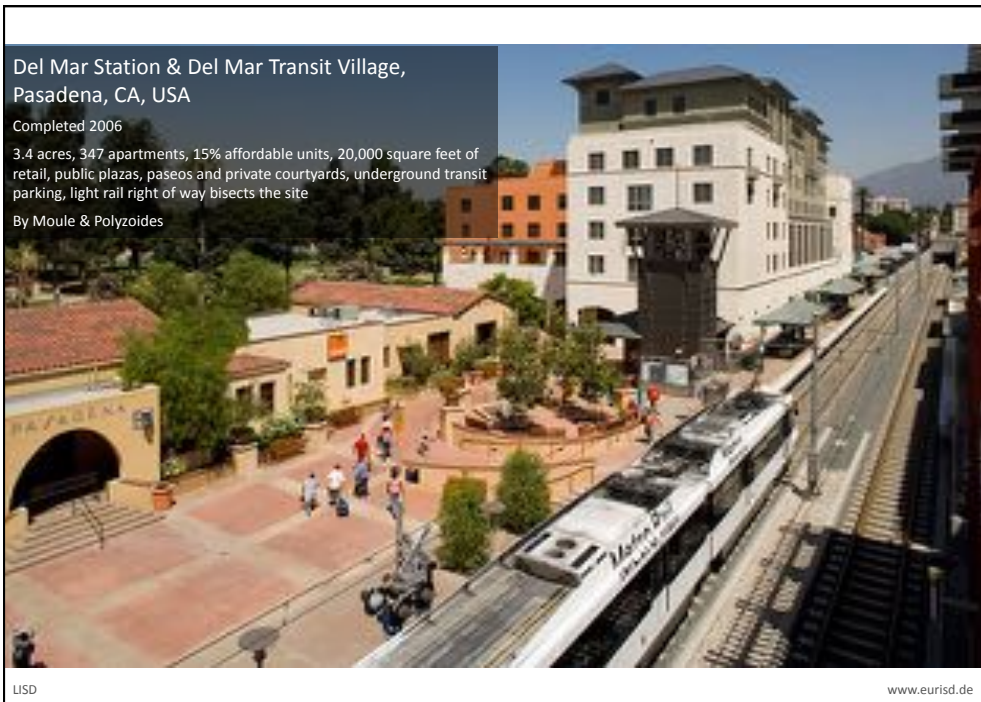 Del Mar Station & Del Mar Transit Village,
Pasadena, CA, USA
Completed 2006
3.4 acres, 347 apartments, 15% affordable units, 20,000 square feet of
retail, public plazas, paseos and private courtyards, underground transit
parking, light rail right of way bisects the site
By Moule & Polyzoides
PASADENA
Metro Rail
LISD
www.eurisd.de